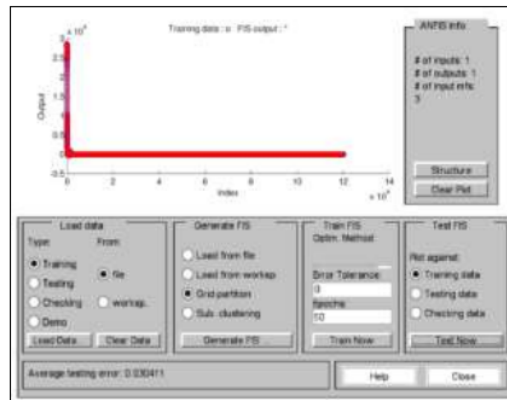 Training data : o FIS output : *
x 10⁴
3
2.5
2
1.5
1
0.5
0
-0.5
Output
0 2 4 6 8 10 12 14
Index
ANFIS Info
# of inputs: 1
# of outputs: 1
# of input mfs:
3
Structure
Clear Plot
Load data
Type: From:
Training
Testing
Checking
Demo
file
worksp.
Load Data... Clear Data
Generate FIS
Load from file
Load from worksp.
Grid partition
Sub. clustering
Generate FIS ...
Train FIS
Optim. Method:
Error Tolerance:
0
Epochs:
50
Train Now
Test FIS
Plot against:
Training data
Testing data
Checking data
Test Now
Average testing error: 0.030411
Help Close